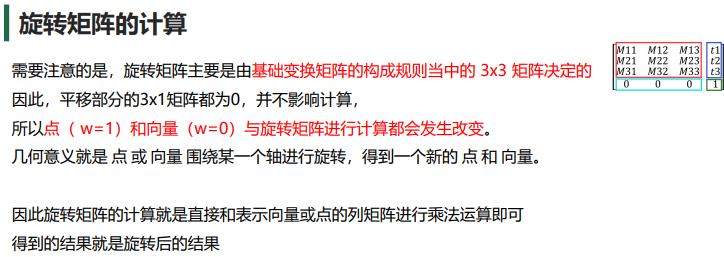 旋转矩阵的计算
M11 M12 M13 t1
M21 M22 M23 t2
M31 M32 M33 t3
0 0 0 1
需要注意的是，旋转矩阵主要是由基础变换矩阵的构成规则当中的 3x3 矩阵决定的
因此，平移部分的3x1矩阵都为0，并不影响计算，
所以点（ w=1）和向量（w=0）与旋转矩阵进行计算都会发生改变。
几何意义就是 点 或 向量 围绕某一个轴进行旋转，得到一个新的 点 和 向量。
因此旋转矩阵的计算就是直接和表示向量或点的列矩阵进行乘法运算即可
得到的结果就是旋转后的结果